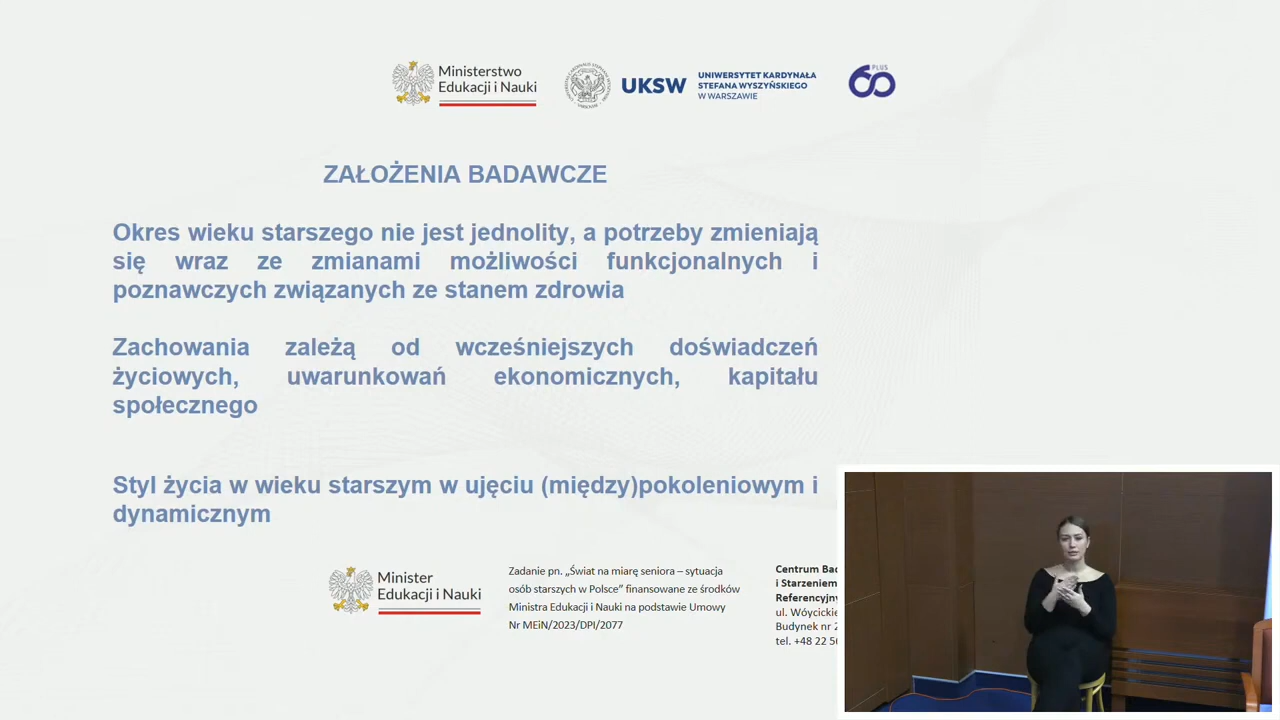 Ministerstwo
Edukacji i Nauki
UKSW
UNIWERSYTET KARDYNAŁA
STEFANA WYSZYŃSKIEGO
W WARSZAWIE
60
PLUS
ZAŁOŻENIA BADAWCZE
Okres wieku starszego nie jest jednolity, a potrzeby zmieniają
się wraz ze zmianami możliwości funkcjonalnych i
poznawczych związanych ze stanem zdrowia
Zachowania zależą od wcześniejszych doświadczeń
życiowych, uwarunkowań ekonomicznych, kapitału
społecznego
Styl życia w wieku starszym w ujęciu (między)pokoleniowym i
dynamicznym
Minister
Edukacji i Nauki
Zadanie pn. „Świat na miarę seniora – sytuacja
osób starszych w Polsce” finansowane ze środków
Ministra Edukacji i Nauki na podstawie Umowy
Nr MEiN/2023/DPI/2077
Centrum Bad
i Starzeniem
Referencyjny
ul. Wóycickie
Budynek nr 2
tel. +48 22 56